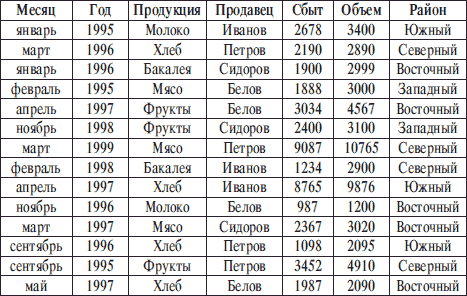 Месяц Год Продукция Продавец Сбыт Объем Район
январь 1995 Молоко Иванов 2678 3400 Южный
март 1996 Хлеб Петров 2190 2890 Северный
январь 1996 Бакалея Сидоров 1900 2999 Восточный
февраль 1995 Мясо Белов 1888 3000 Западный
апрель 1997 Фрукты Белов 3034 4567 Восточный
ноябрь 1998 Фрукты Сидоров 2400 3100 Западный
март 1999 Мясо Петров 9087 10765 Северный
февраль 1998 Бакалея Иванов 1234 2900 Северный
апрель 1997 Хлеб Иванов 8765 9876 Южный
ноябрь 1996 Молоко Белов 987 1200 Восточный
март 1997 Мясо Сидоров 2367 3020 Восточный
сентябрь 1996 Хлеб Петров 1098 2095 Южный
сентябрь 1995 Фрукты Петров 3452 4910 Северный
май 1997 Хлеб Белов 1987 2090 Восточный